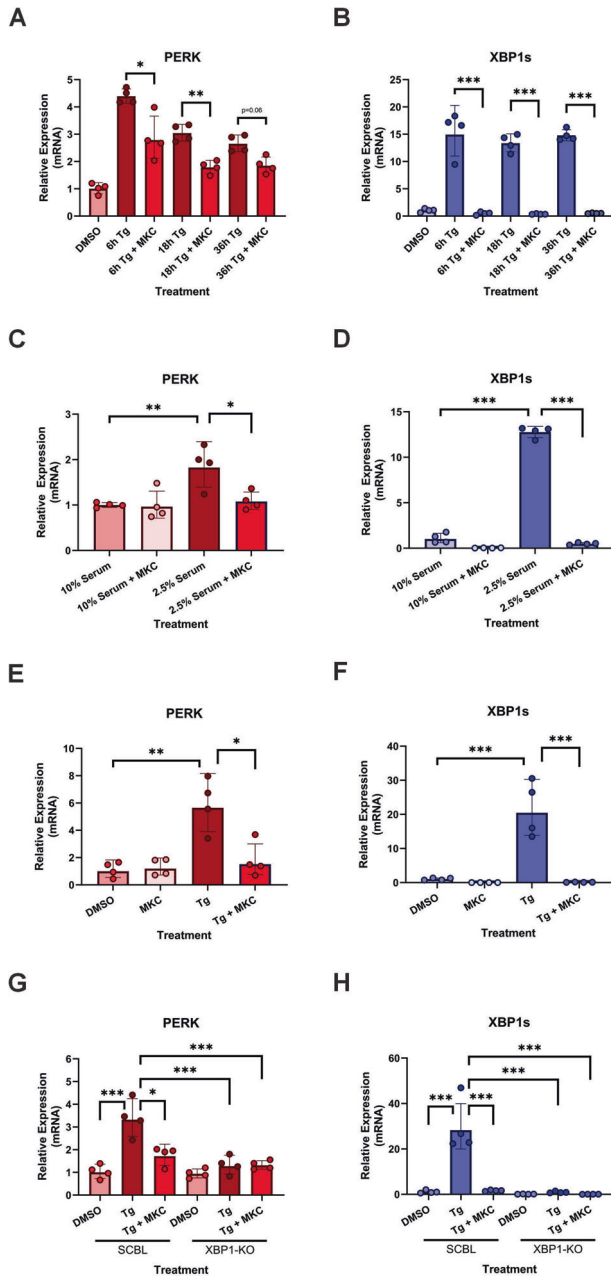 A
PERK
Relative Expression
(mRNA)
5
4
3
2
1
0
*
**
p=0.06
DMSO
6h Tg
6h Tg + MKC
18h Tg
18h Tg + MKC
36h Tg
36h Tg + MKC
Treatment
B
XBP1s
Relative Expression
(mRNA)
25
20
15
10
5
0
***
***
***
DMSO
6h Tg
6h Tg + MKC
18h Tg
18h Tg + MKC
36h Tg
36h Tg + MKC
Treatment
C
PERK
Relative Expression
(mRNA)
3
2
1
0
**
*
10% Serum
10% Serum + MKC
2.5% Serum
2.5% Serum + MKC
Treatment
D
XBP1s
Relative Expression
(mRNA)
15
10
5
0
***
***
10% Serum
10% Serum + MKC
2.5% Serum
2.5% Serum + MKC
Treatment
E
PERK
Relative Expression
(mRNA)
10
8
6
4
2
0
**
*
DMSO
MKC
Tg
Tg + MKC
Treatment
F
XBP1s
Relative Expression
(mRNA)
40
30
20
10
0
***
***
DMSO
MKC
Tg
Tg + MKC
Treatment
G
PERK
Relative Expression
(mRNA)
6
5
4
3
2
1
0
***
***
***
*
DMSO
Tg
Tg + MKC
DMSO
Tg
Tg + MKC
SCBL
XBP1-KO
Treatment
H
XBP1s
Relative Expression
(mRNA)
60
40
20
0
***
***
***
***
DMSO
Tg
Tg + MKC
DMSO
Tg
Tg + MKC
SCBL
XBP1-KO
Treatment